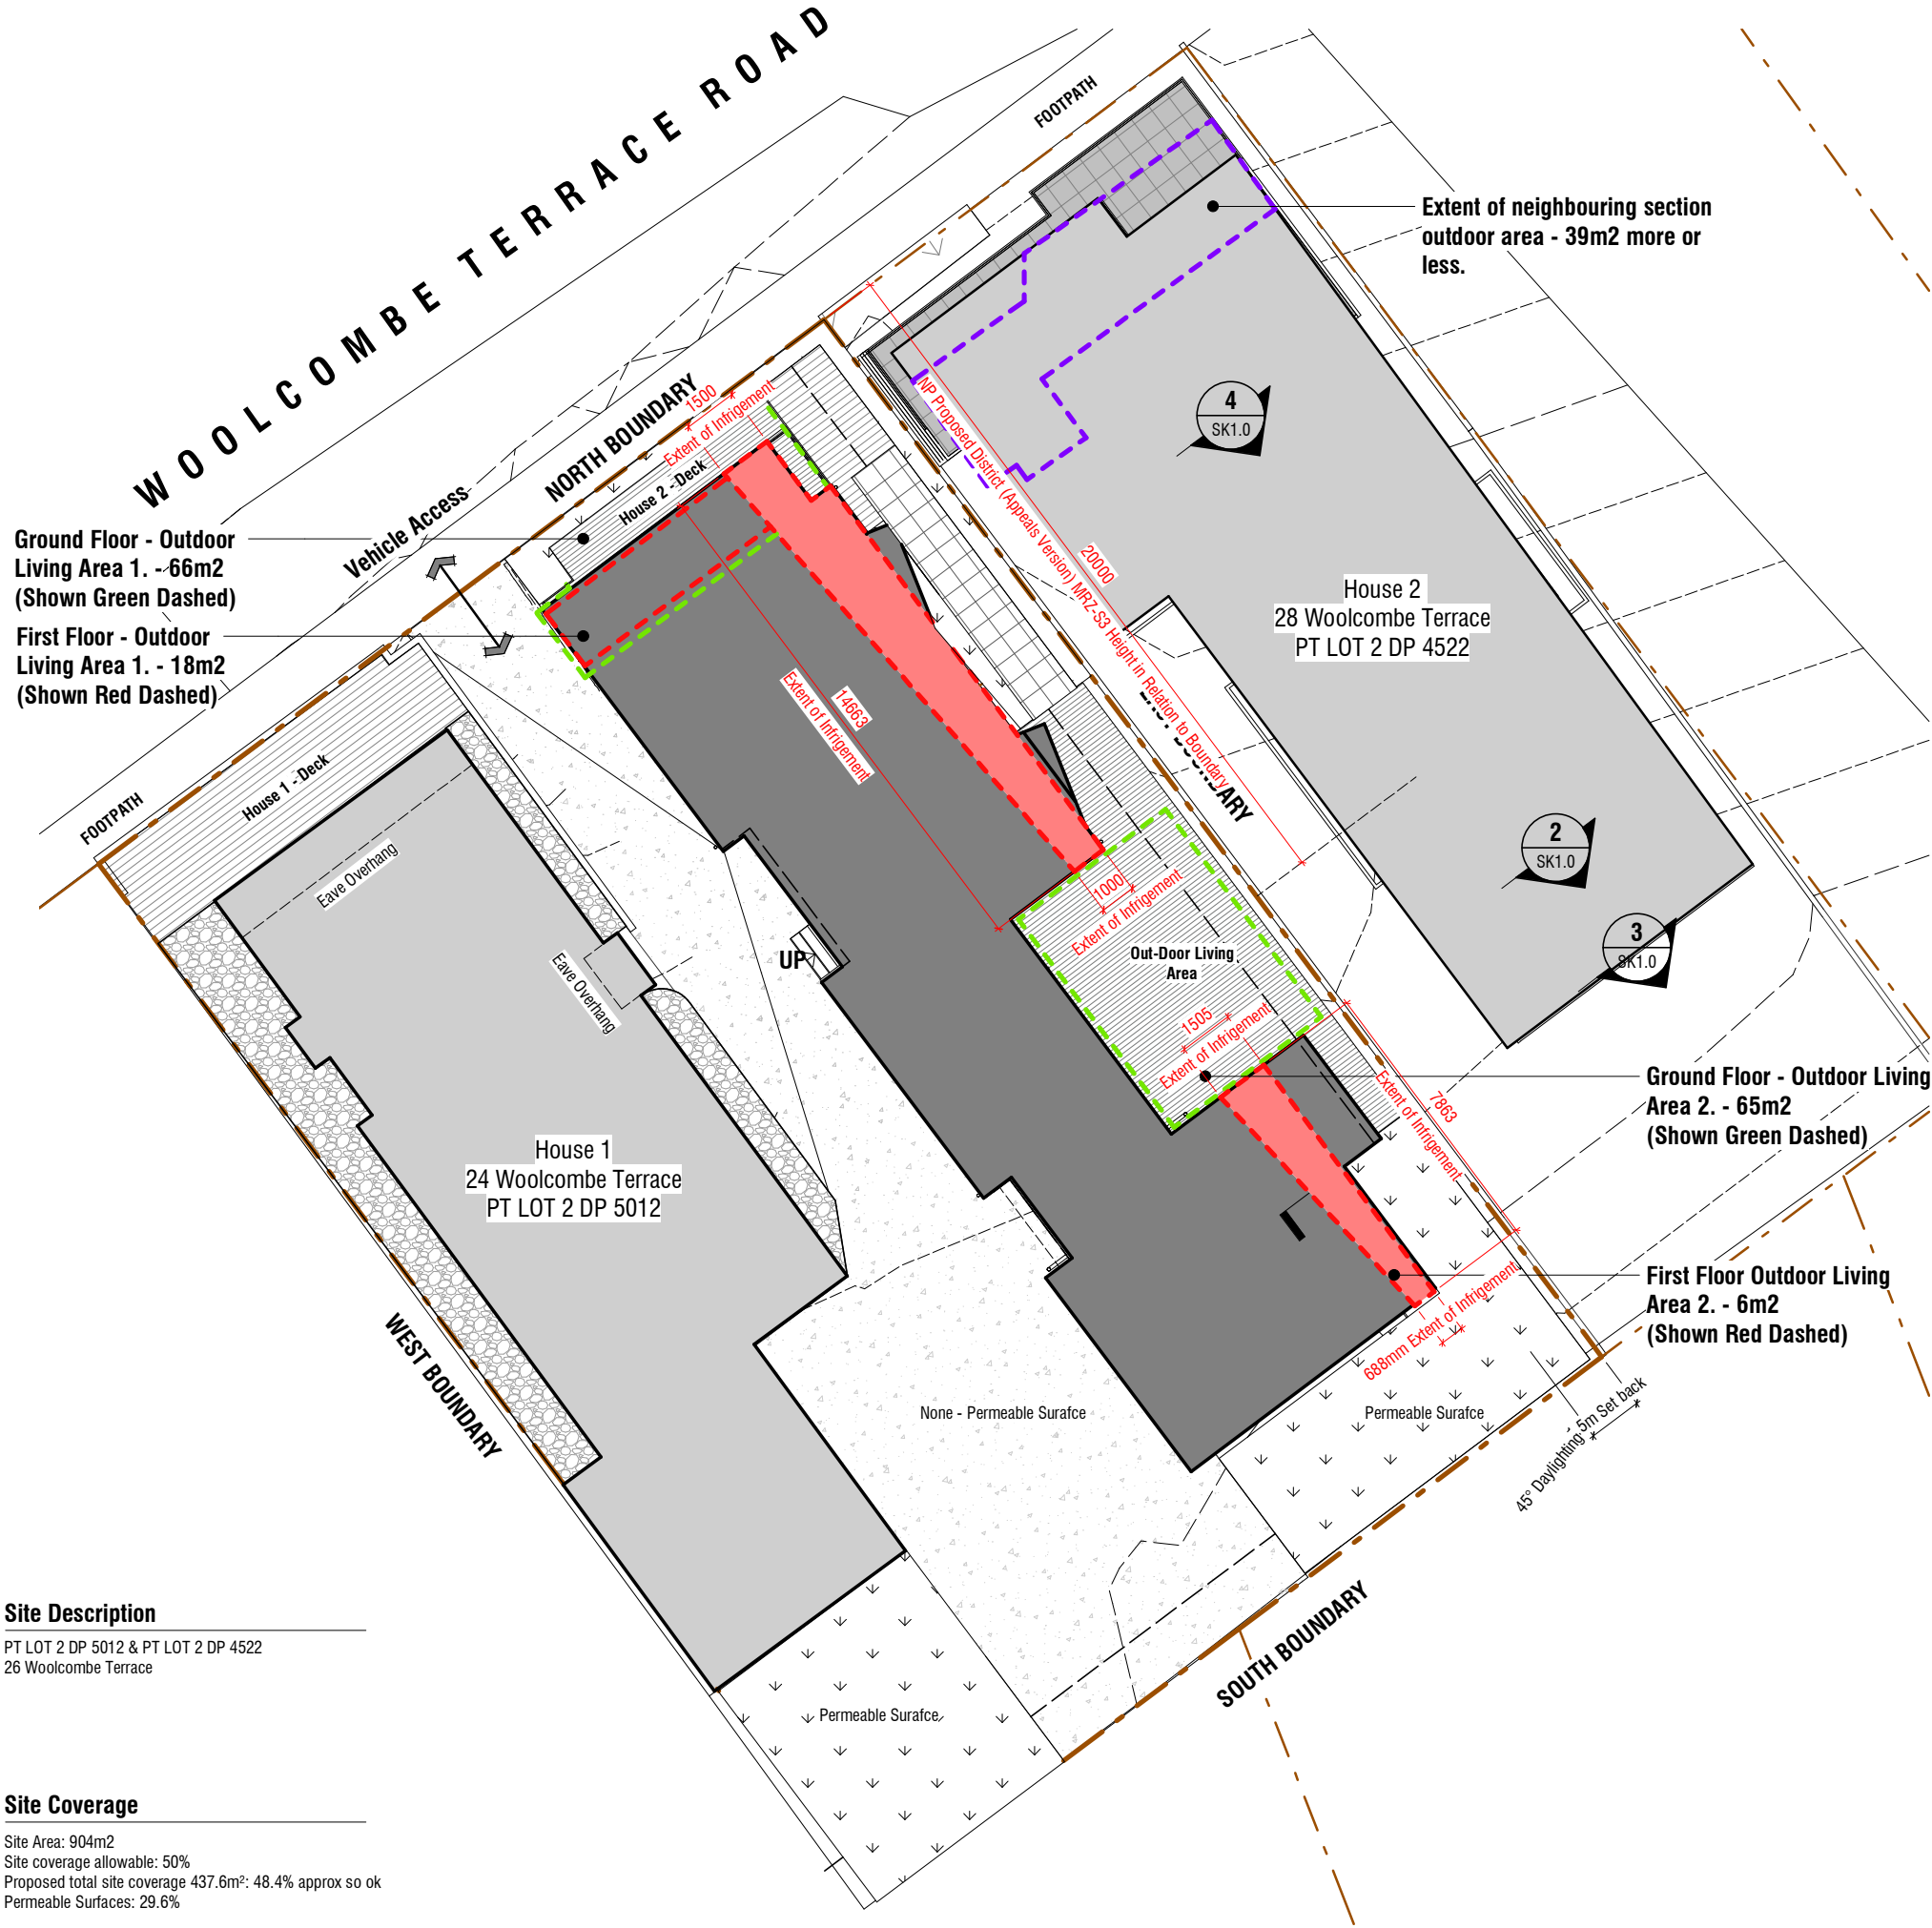 WOOLCOMBE TERRACE ROAD
FOOTPATH
Extent of neighbouring section
outdoor area - 39m2 more or
less.
4
SK1.0
NORTH BOUNDARY
1500
Extent of Infrigement
House 2 - Deck
Vehicle Access
Ground Floor - Outdoor
Living Area 1. - 66m2
(Shown Green Dashed)
First Floor - Outdoor
Living Area 1. - 18m2
(Shown Red Dashed)
NP Proposed District (Appeals Version) MRZ-S3 Height in Relation to Boundary
20000
House 2
28 Woolcombe Terrace
PT LOT 2 DP 4522
14663
Extent of Infrigement
EAST BOUNDARY
House 1 - Deck
FOOTPATH
Eave Overhang
Eave Overhang
UP
2
SK1.0
3
SK1.0
1000
Extent of Infrigement
Out-Door Living
Area
1505
Extent of Infrigement
7863
Extent of Infrigement
Ground Floor - Outdoor Living
Area 2. - 65m2
(Shown Green Dashed)
House 1
24 Woolcombe Terrace
PT LOT 2 DP 5012
First Floor Outdoor Living
Area 2. - 6m2
(Shown Red Dashed)
688mm Extent of Infrigement
WEST BOUNDARY
None - Permeable Surafce
Permeable Surafce
45° Daylighting 5m Set back
SOUTH BOUNDARY
Permeable Surafce
Site Description
PT LOT 2 DP 5012 & PT LOT 2 DP 4522
26 Woolcombe Terrace
Site Coverage
Site Area: 904m2
Site coverage allowable: 50%
Proposed total site coverage 437.6m²: 48.4% approx so ok
Permeable Surfaces: 29.6%